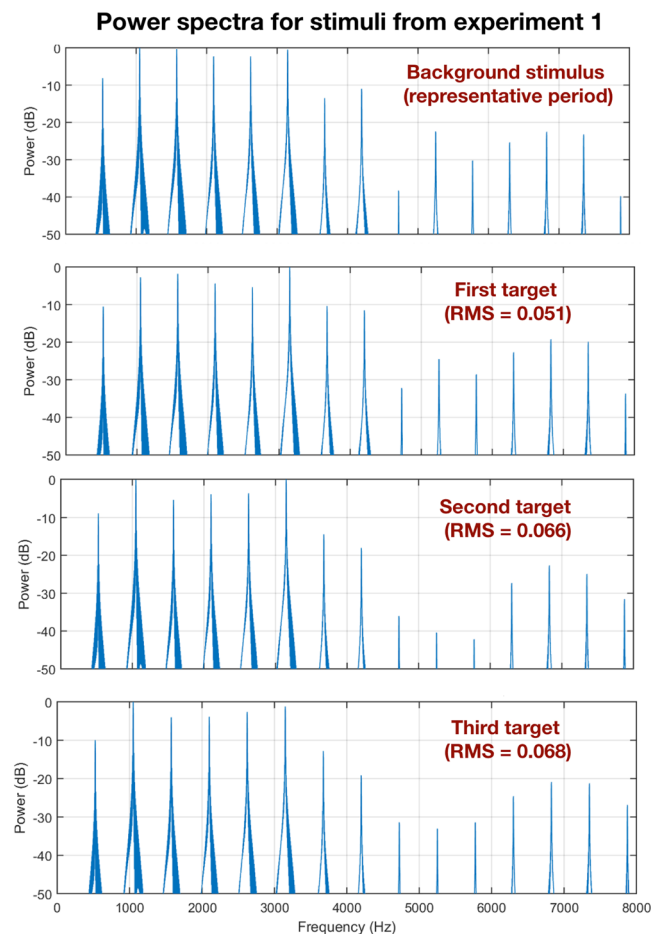 Power spectra for stimuli from experiment 1
0
-10
-20
-30
-40
-50
Power (dB)
Background stimulus
(representative period)
0
-10
-20
-30
-40
-50
Power (dB)
First target
(RMS = 0.051)
0
-10
-20
-30
-40
-50
Power (dB)
Second target
(RMS = 0.066)
0
-10
-20
-30
-40
-50
Power (dB)
Third target
(RMS = 0.068)
0 1000 2000 3000 4000 5000 6000 7000 8000
Frequency (Hz)